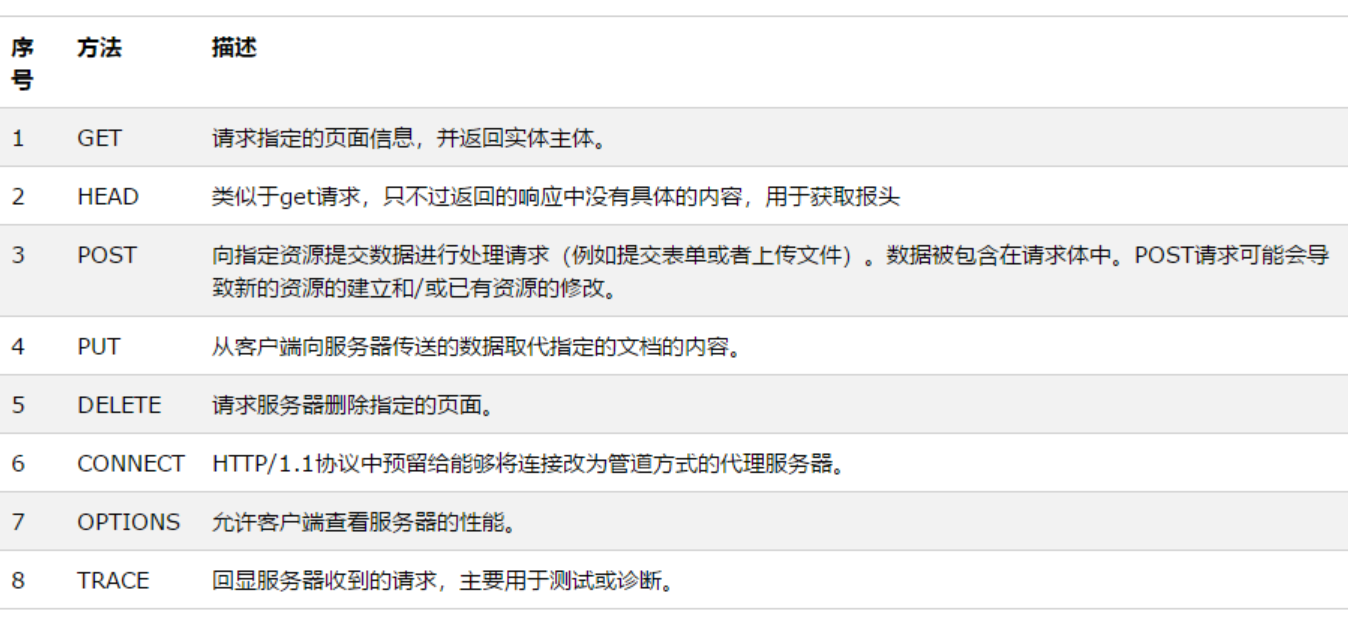 序号 方法 描述
1 GET 请求指定的页面信息，并返回实体主体。
2 HEAD 类似于get请求，只不过返回的响应中没有具体的内容，用于获取报头
3 POST 向指定资源提交数据进行处理请求（例如提交表单或者上传文件）。数据被包含在请求体中。POST请求可能会导
致新的资源的建立和/或已有资源的修改。
4 PUT 从客户端向服务器传送的数据取代指定的文档的内容。
5 DELETE 请求服务器删除指定的页面。
6 CONNECT HTTP/1.1协议中预留给能够将连接改为管道方式的代理服务器。
7 OPTIONS 允许客户端查看服务器的性能。
8 TRACE 回显服务器收到的请求，主要用于测试或诊断。